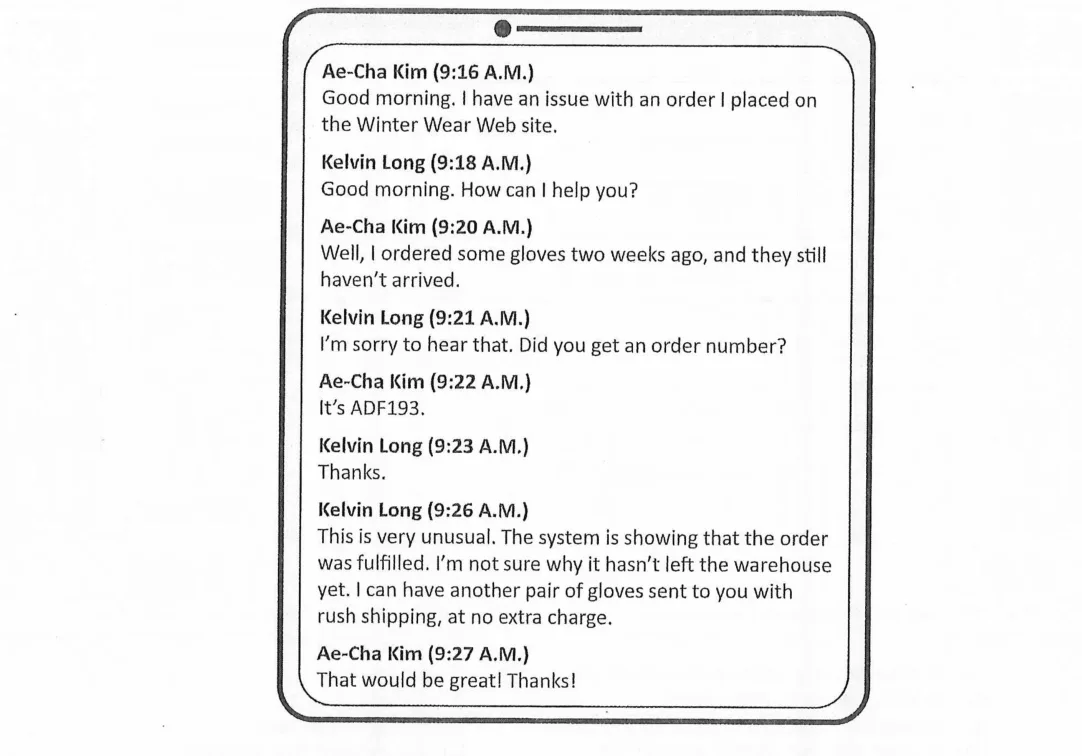 Ae-Cha Kim (9:16 A.M.)
Good morning. I have an issue with an order I placed on
the Winter Wear Web site.
Kelvin Long (9:18 A.M.)
Good morning. How can I help you?
Ae-Cha Kim (9:20 A.M.)
Well, I ordered some gloves two weeks ago, and they still
haven't arrived.
Kelvin Long (9:21 A.M.)
I'm sorry to hear that. Did you get an order number?
Ae-Cha Kim (9:22 A.M.)
It's ADF193.
Kelvin Long (9:23 A.M.)
Thanks.
Kelvin Long (9:26 A.M.)
This is very unusual. The system is showing that the order
was fulfilled. I'm not sure why it hasn't left the warehouse
yet. I can have another pair of gloves sent to you with
rush shipping, at no extra charge.
Ae-Cha Kim (9:27 A.M.)
That would be great! Thanks!